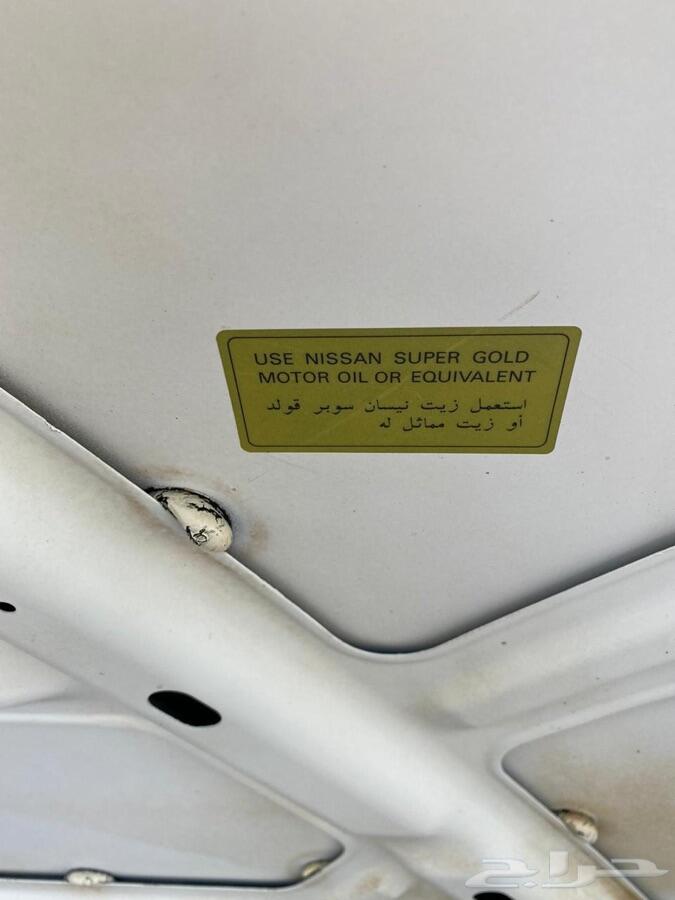 USE NISSAN SUPER GOLD
MOTOR OIL OR EQUIVALENT
استعمل زيت نيسان سوبر قولد
أو زيت مماثل له
حراج